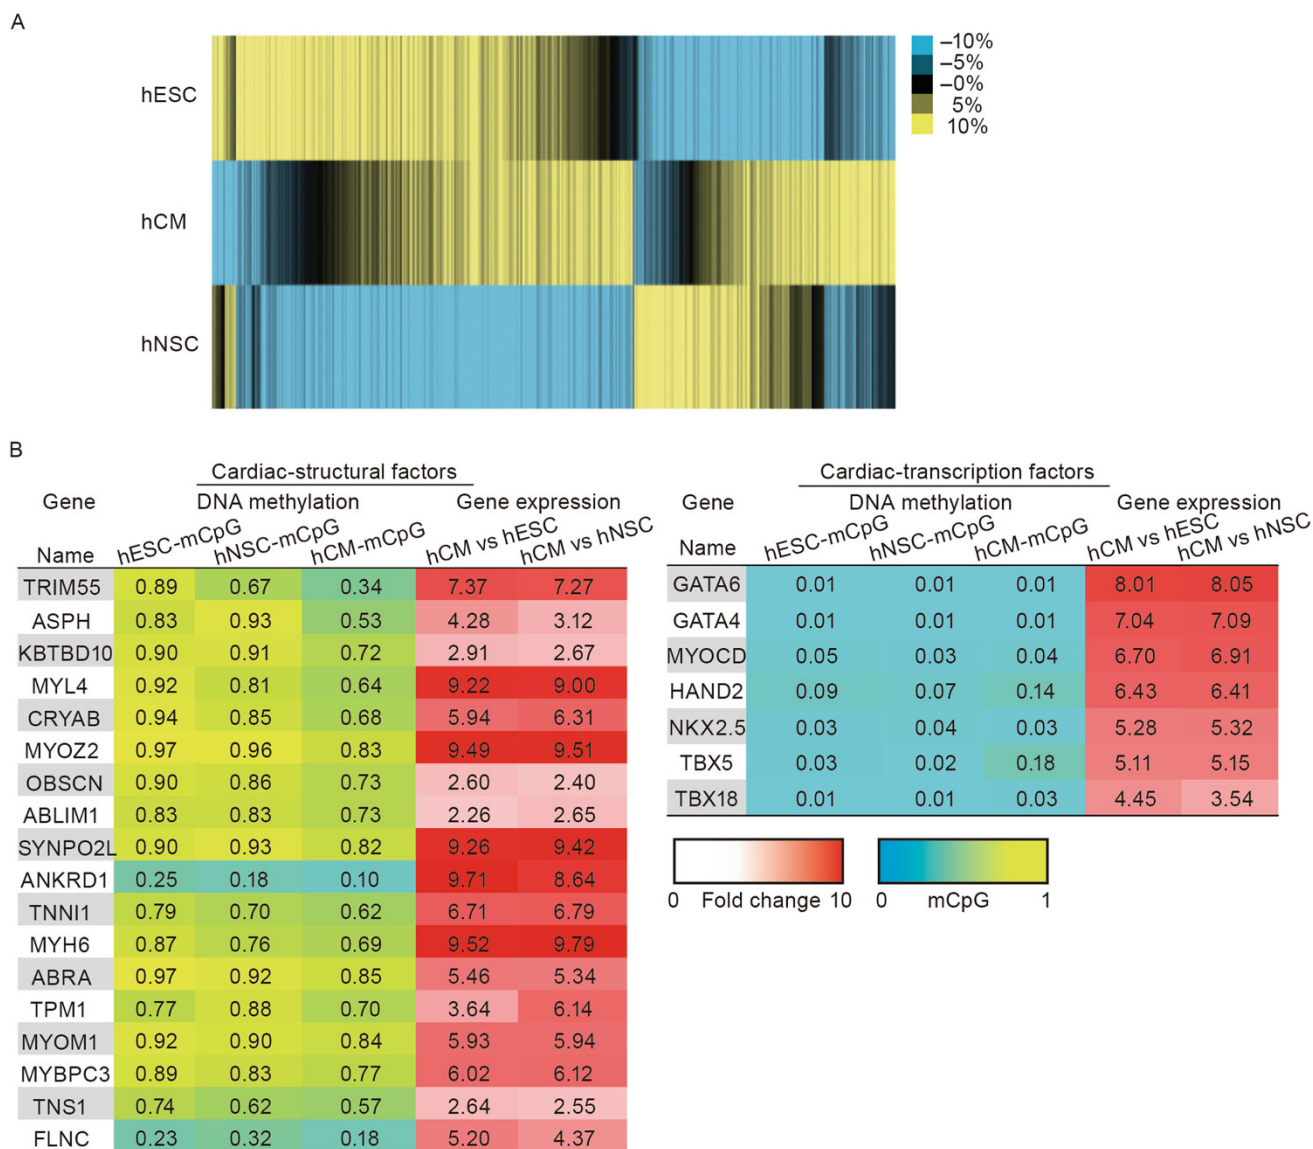 A
hESC
hCM
hNSC
–10%
–5%
–0%
5%
10%
B
Cardiac-structural factors
Gene DNA methylation Gene expression
Name hESC-mCpG hNSC-mCpG hCM-mCpG hCM vs hESC hCM vs hNSC
TRIM55 0.89 0.67 0.34 7.37 7.27
ASPH 0.83 0.93 0.53 4.28 3.12
KBTBD10 0.90 0.91 0.72 2.91 2.67
MYL4 0.92 0.81 0.64 9.22 9.00
CRYAB 0.94 0.85 0.68 5.94 6.31
MYOZ2 0.97 0.96 0.83 9.49 9.51
OBSCN 0.90 0.86 0.73 2.60 2.40
ABLIM1 0.83 0.83 0.73 2.26 2.65
SYNPO2L 0.90 0.93 0.82 9.26 9.42
ANKRD1 0.25 0.18 0.10 9.71 8.64
TNNI1 0.79 0.70 0.62 6.71 6.79
MYH6 0.87 0.76 0.69 9.52 9.79
ABRA 0.97 0.92 0.85 5.46 5.34
TPM1 0.77 0.88 0.70 3.64 6.14
MYOM1 0.92 0.90 0.84 5.93 5.94
MYBPC3 0.89 0.83 0.77 6.02 6.12
TNS1 0.74 0.62 0.57 2.64 2.55
FLNC 0.23 0.32 0.18 5.20 4.37
Cardiac-transcription factors
Gene DNA methylation Gene expression
Name hESC-mCpG hNSC-mCpG hCM-mCpG hCM vs hESC hCM vs hNSC
GATA6 0.01 0.01 0.01 8.01 8.05
GATA4 0.01 0.01 0.01 7.04 7.09
MYOCD 0.05 0.03 0.04 6.70 6.91
HAND2 0.09 0.07 0.14 6.43 6.41
NKX2.5 0.03 0.04 0.03 5.28 5.32
TBX5 0.03 0.02 0.18 5.11 5.15
TBX18 0.01 0.01 0.03 4.45 3.54
0 Fold change 10
0 mCpG 1